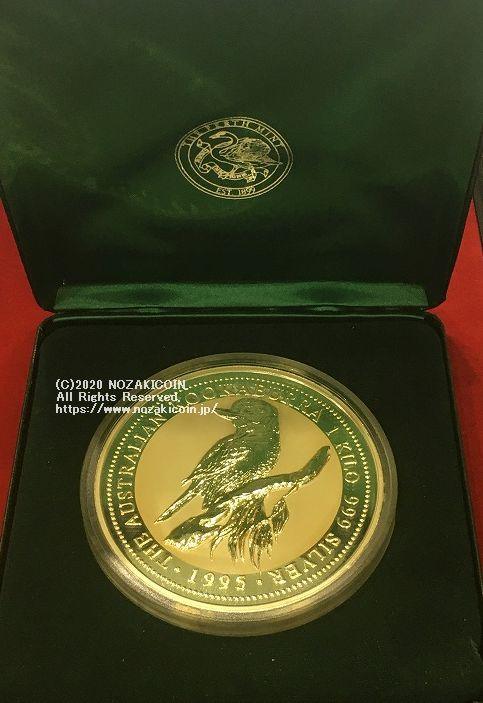 THE PERTH MINT
EST. 1899
(C)2020 NOZAKICOIN,
All Rights Reserved,
https://www.nozakicoin.jp/
· THE AUSTRALIAN KOOKABURRA 1 KILO 999 SILVER ·
1995